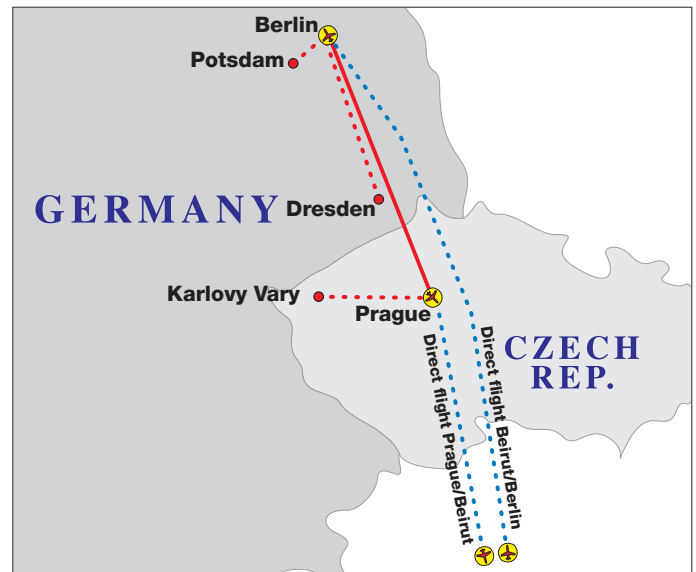 Berlin
Potsdam
GERMANY
Dresden
Karlovy Vary
Prague
CZECH
REP.
Direct flight Prague/Beirut
Direct flight Beirut/Berlin